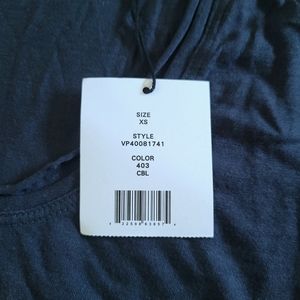 SIZE
XS
STYLE
VP40081741
COLOR
403
CBL